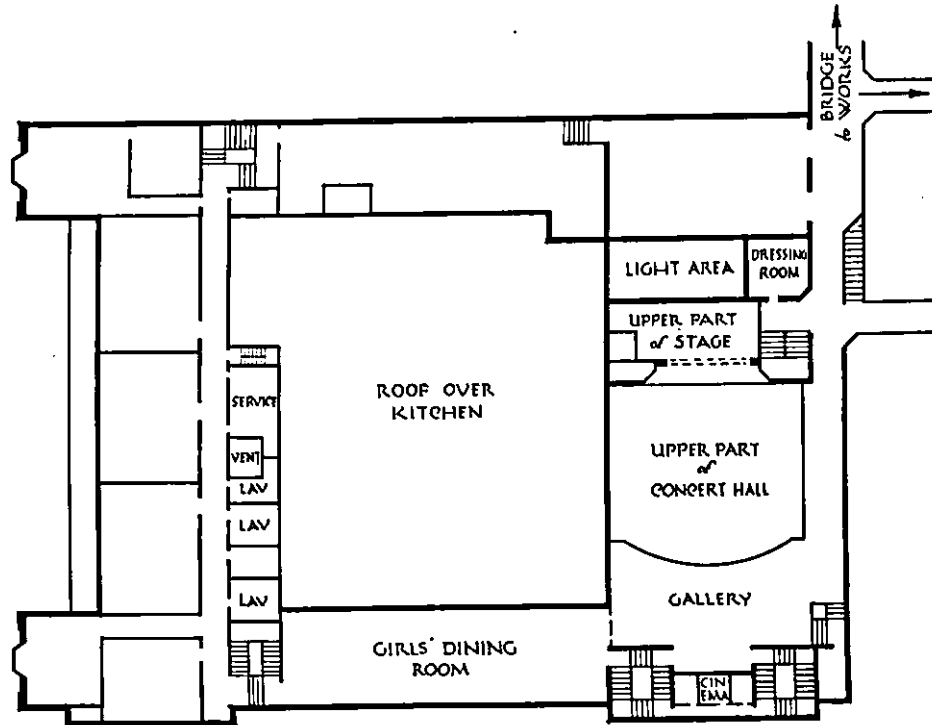 BRIDGE
to WORKS
LIGHT AREA
DRESSING
ROOM
UPPER PART
of STAGE
ROOF OVER
KITCHEN
SERVICE
VENT
LAV
LAV
LAV
UPPER PART
of
CONCERT HALL
GALLERY
GIRLS' DINING
ROOM
CIN
EMA